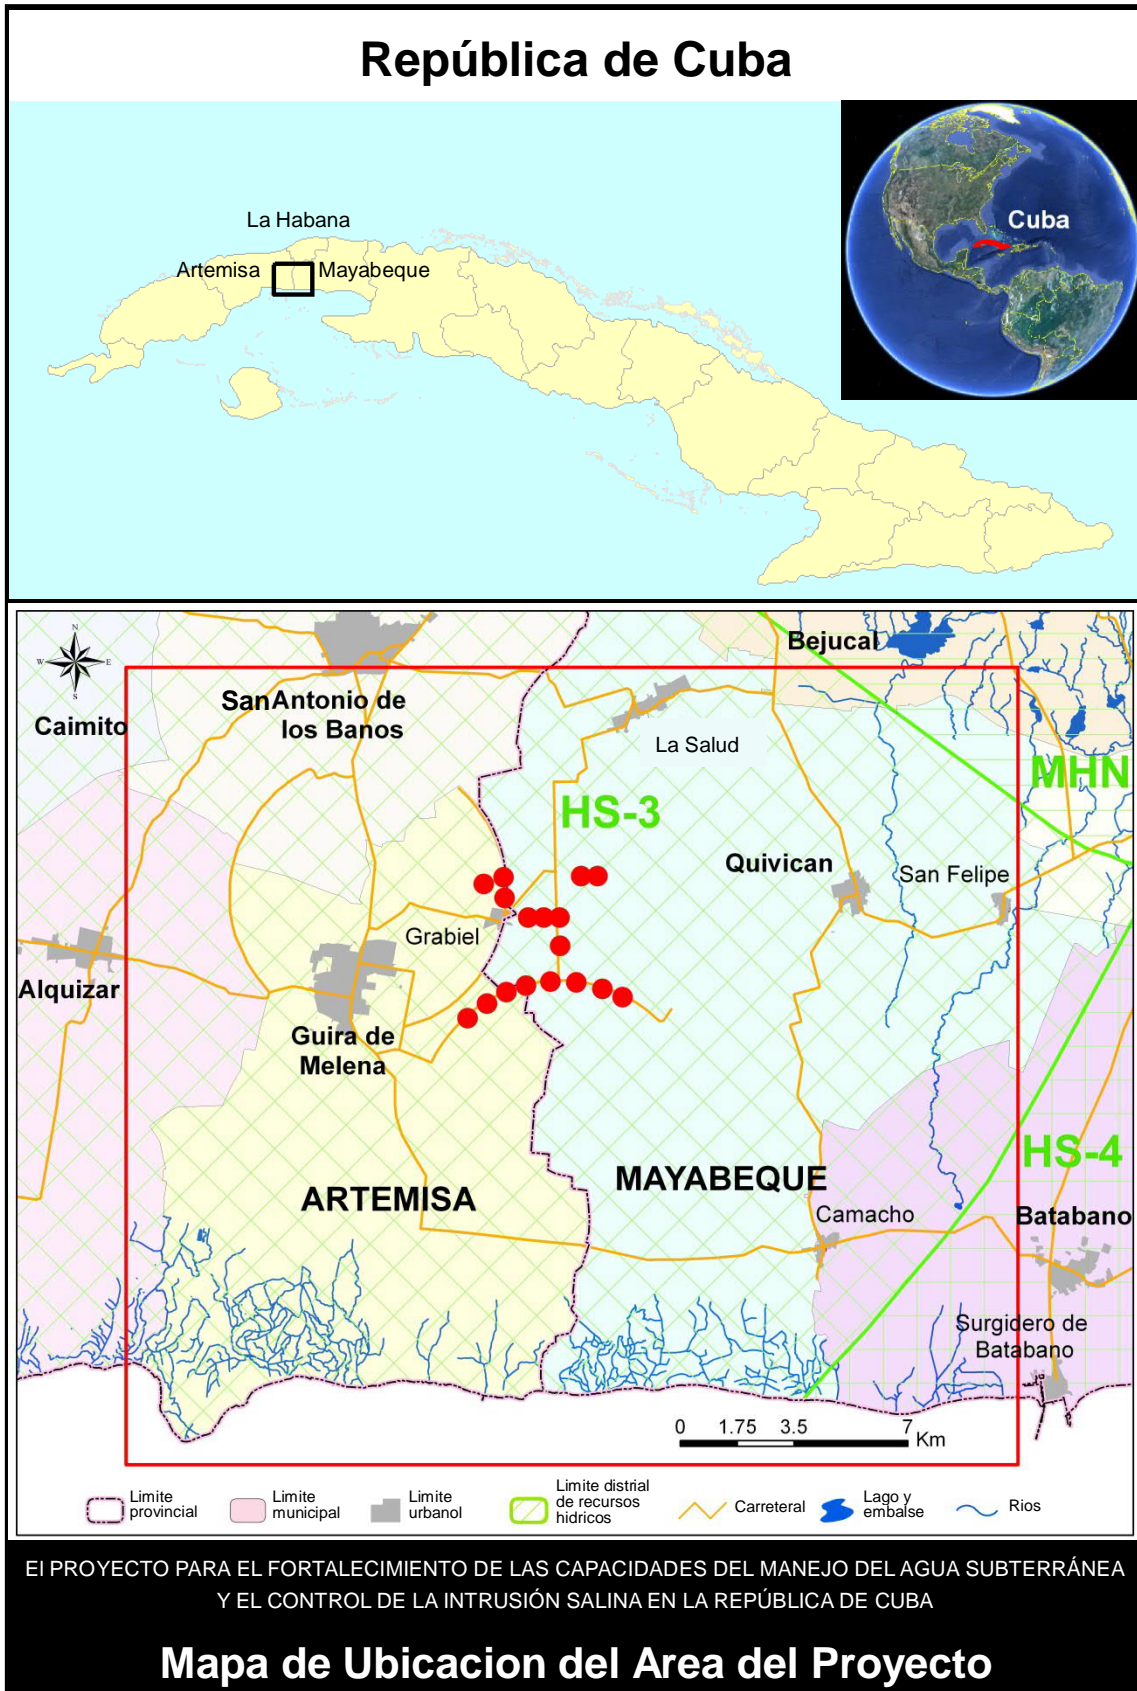 República de Cuba
La Habana
Artemisa
Mayabeque
Cuba
N
W
E
S
Bejucal
San Antonio de
los Banos
Caimito
La Salud
MHN
HS-3
Quivican
San Felipe
Grabiel
Alquizar
Guira de
Melena
HS-4
MAYABEQUE
ARTEMISA
Camacho
Batabano
Surgidero de
Batabano
0 1.75 3.5 7
Km
Limite
provincial
Limite
municipal
Limite
urbanol
Limite distrial
de recursos
hidricos
Carreteral
Lago y
embalse
Rios
El PROYECTO PARA EL FORTALECIMIENTO DE LAS CAPACIDADES DEL MANEJO DEL AGUA SUBTERRÁNEA
Y EL CONTROL DE LA INTRUSIÓN SALINA EN LA REPÚBLICA DE CUBA
Mapa de Ubicacion del Area del Proyecto